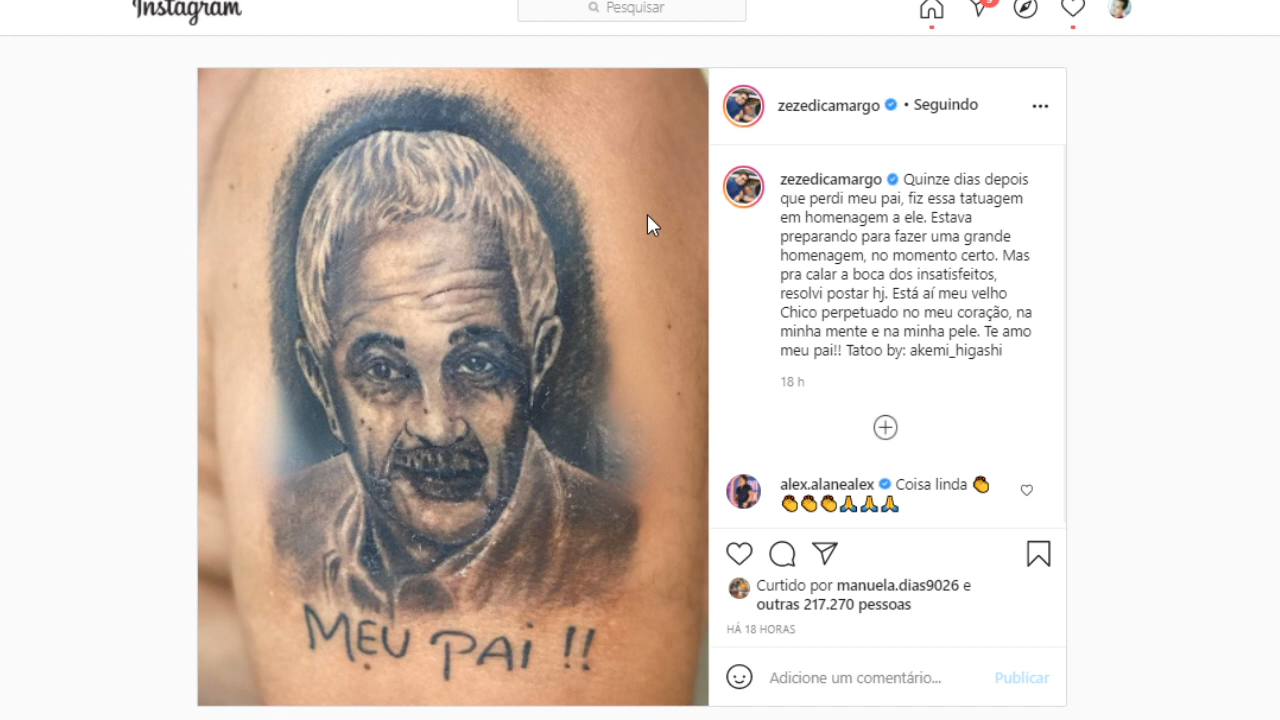 Instagram
Pesquisar
MEU PAI !!
zezedicamargo • Seguindo
zezedicamargo Quinze dias depois
que perdi meu pai, fiz essa tatuagem
em homenagem a ele. Estava
preparando para fazer uma grande
homenagem, no momento certo. Mas
pra calar a boca dos insatisfeitos,
resolvi postar hj. Está aí meu velho
Chico perpetuado no meu coração, na
minha mente e na minha pele. Te amo
meu pai!! Tatoo by: akemi_higashi
18 h
alex.alanealex Coisa linda 👏
👏👏👏🙏🙏🙏
Curtido por manuela.dias9026 e
outras 217.270 pessoas
HÁ 18 HORAS
Adicione um comentário... Publicar